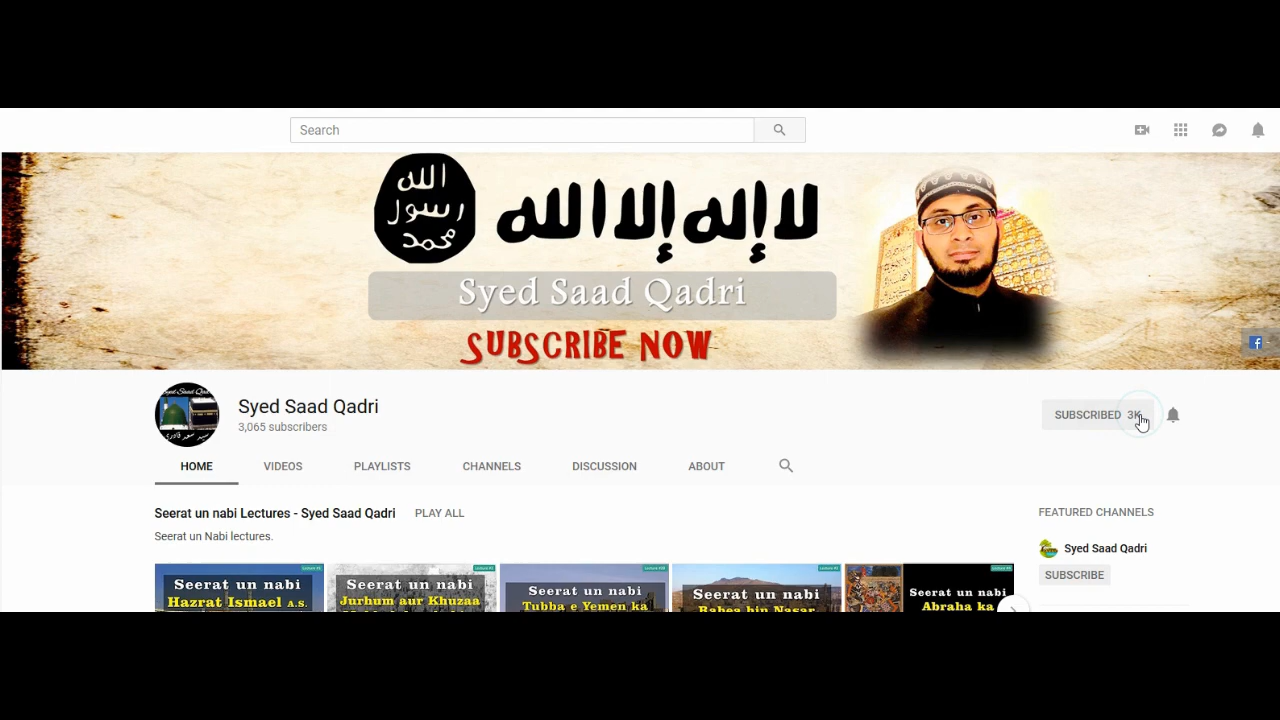 Search
الله
رسول
محمد
لا إله إلا الله
Syed Saad Qadri
SUBSCRIBE NOW
Syed Saad Qadri
3,065 subscribers
SUBSCRIBED 3K
HOME VIDEOS PLAYLISTS CHANNELS DISCUSSION ABOUT
Seerat un nabi Lectures - Syed Saad Qadri PLAY ALL
Seerat un Nabi lectures.
FEATURED CHANNELS
Syed Saad Qadri
SUBSCRIBE
Seerat un nabi
Hazrat Ismael A.S.
Seerat un nabi
Jurhum aur Khuzaa
Seerat un nabi
Tubba e Yemen ka
Seerat un nabi
Rabea bin Nasar
Seerat un nabi
Abraha ka